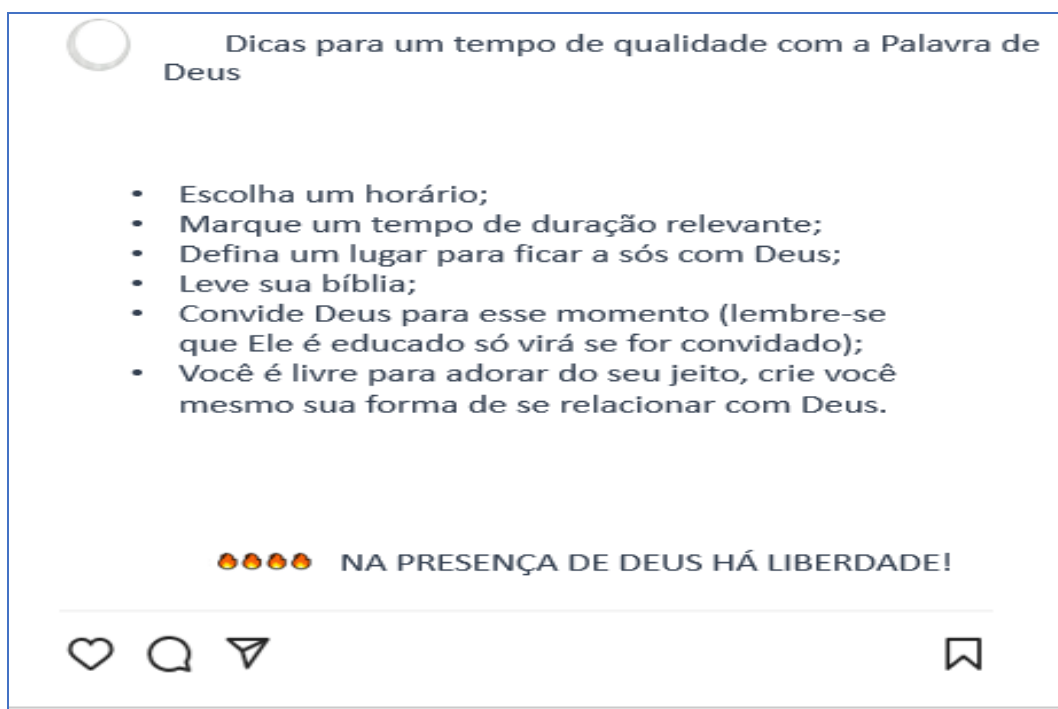 Dicas para um tempo de qualidade com a Palavra de
Deus
• Escolha um horário;
• Marque um tempo de duração relevante;
• Defina um lugar para ficar a sós com Deus;
• Leve sua bíblia;
• Convide Deus para esse momento (lembre-se
que Ele é educado só virá se for convidado);
• Você é livre para adorar do seu jeito, crie você
mesmo sua forma de se relacionar com Deus.
🔥🔥🔥🔥 NA PRESENÇA DE DEUS HÁ LIBERDADE!